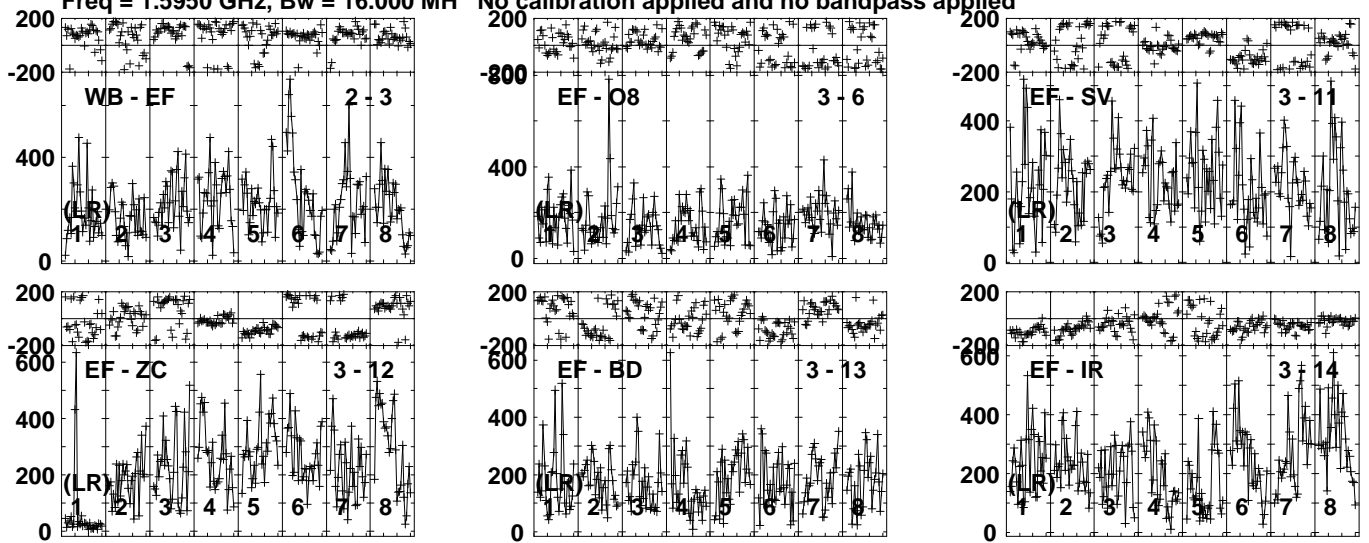 Freq = 1.5950 GHz, Bw = 16.000 MH No calibration applied and no bandpass applied
200 200 200
-200 -200 -200
800
WB - EF 2 - 3 EF - O8 3 - 6 EF - SV 3 - 11
400 400 400
200 200
(LR) (LR) (LR)
1 2 3 4 5 6 7 8 1 2 3 4 5 6 7 8 1 2 3 4 5 6 7 8
0 0 0
200 200 200
-200 -200 -200
600 600 600
EF - ZC 3 - 12 EF - BD 3 - 13 EF - IR 3 - 14
400 400 400
200 200 200
(LR) (LR) (LR)
1 2 3 4 5 6 7 8 1 2 3 4 5 6 7 8 1 2 3 4 5 6 7 8
0 0 0